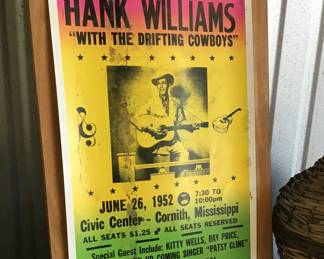 HANK WILLIAMS
"WITH THE DRIFTING COWBOYS"
JUNE 26, 1952 @ 7:30 TO
10:00pm
Civic Center - Cornith, Mississippi
ALL SEATS $1.25 ALL SEATS RESERVED
Special Guest Include: KITTY WELLS, RAY PRICE,
UP COMING SINGER "PATSY CLINE"